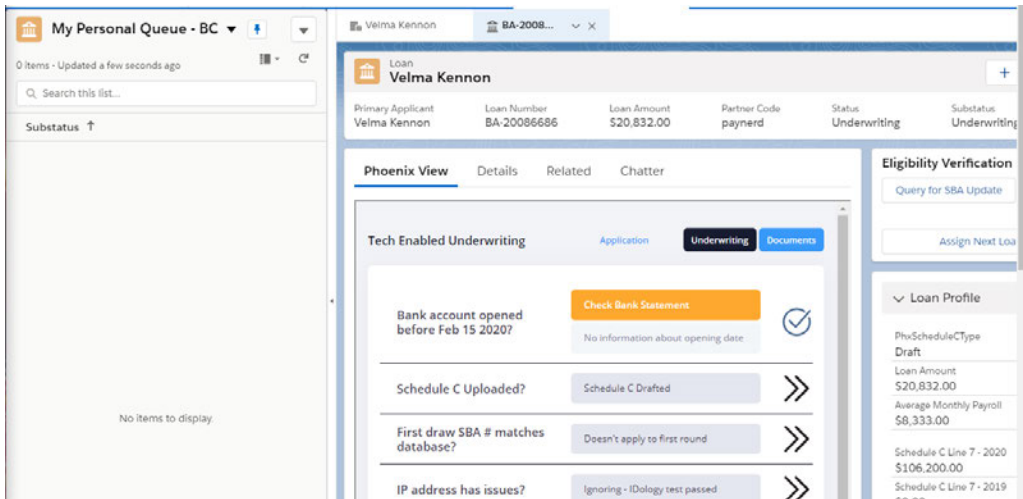 My Personal Queue - BC
0 items - Updated a few seconds ago
Search this list...
Substatus
No items to display.
Velma Kennon
BA-2008...
Loan
Velma Kennon
Primary Applicant
Velma Kennon
Loan Number
BA-20086686
Loan Amount
$20,832.00
Partner Code
paynerd
Status
Underwriting
Substatus
Underwriting
Phoenix View
Details
Related
Chatter
Tech Enabled Underwriting
Application
Underwriting
Documents
Bank account opened
before Feb 15 2020?
Check Bank Statement
No information about opening date
Schedule C Uploaded?
Schedule C Drafted
First draw SBA # matches
database?
Doesn't apply to first round
IP address has issues?
Ignoring - IDology test passed
Eligibility Verification
Query for SBA Update
Assign Next Loa
Loan Profile
PhxScheduleCType
Draft
Loan Amount
$20,832.00
Average Monthly Payroll
$8,333.00
Schedule C Line 7 - 2020
$106,200.00
Schedule C Line 7 - 2019